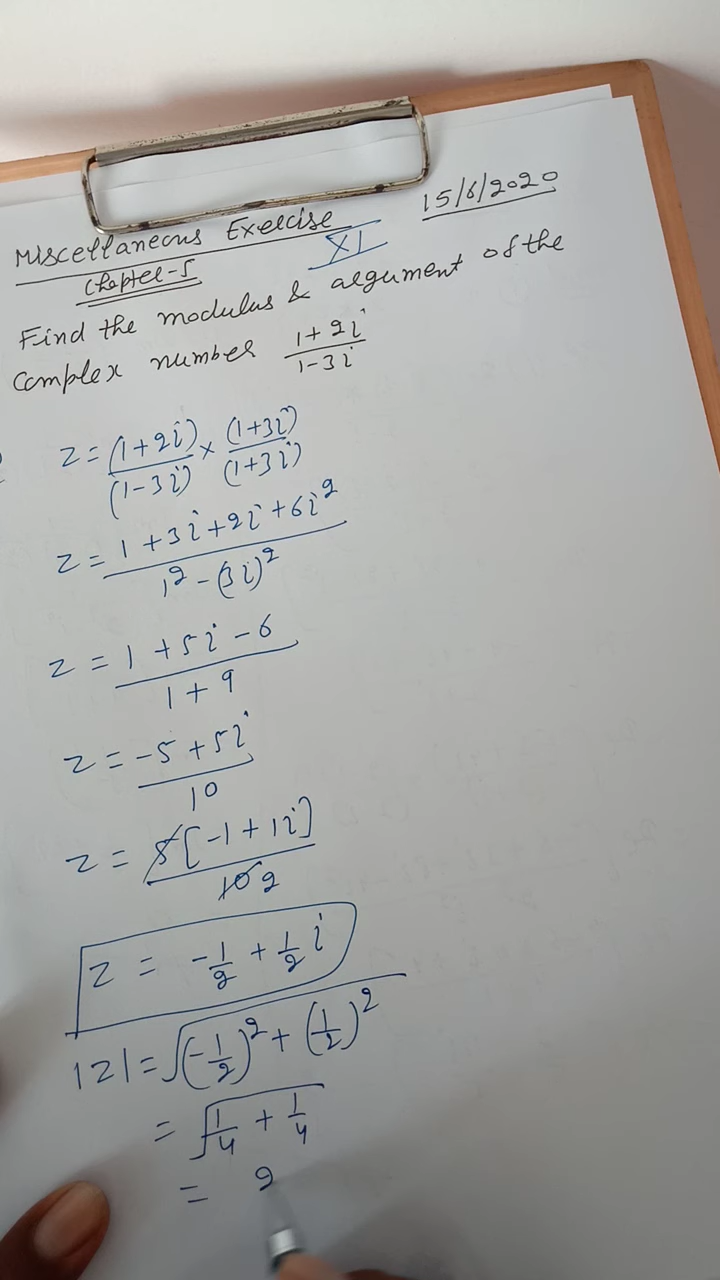 Miscellaneous Exercise 15/6/2020
Chapter-5 XI
Find the modulus & argument of the
Complex number (1+2i)/(1-3i)
z = (1+2i)/(1-3i) × (1+3i)/(1+3i)
z = (1+3i+2i+6i²)/(1²-(3i)²)
z = (1+5i-6)/(1+9)
z = (-5+5i)/10
z = 5[-1+1i]/10 2
z = -1/2 + 1/2 i
|z| = √((-1/2)² + (1/2)²)
= √(1/4 + 1/4)
= 2